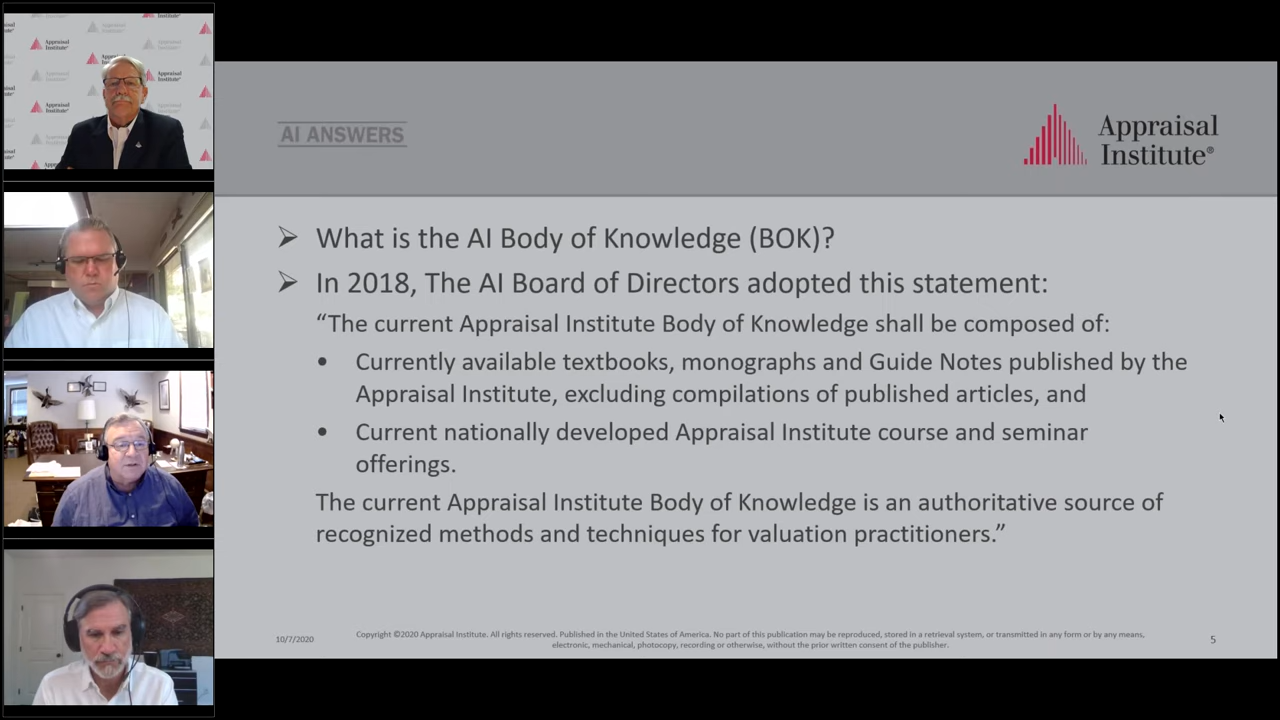 AI ANSWERS
Appraisal
Institute®
➢ What is the AI Body of Knowledge (BOK)?
➢ In 2018, The AI Board of Directors adopted this statement:
“The current Appraisal Institute Body of Knowledge shall be composed of:
• Currently available textbooks, monographs and Guide Notes published by the
Appraisal Institute, excluding compilations of published articles, and
• Current nationally developed Appraisal Institute course and seminar
offerings.
The current Appraisal Institute Body of Knowledge is an authoritative source of
recognized methods and techniques for valuation practitioners.”
10/7/2020
Copyright ©2020 Appraisal Institute. All rights reserved. Published in the United States of America. No part of this publication may be reproduced, stored in a retrieval system, or transmitted in any form or by any means,
electronic, mechanical, photocopy, recording or otherwise, without the prior written consent of the publisher.
5
Appraisal
Institute®